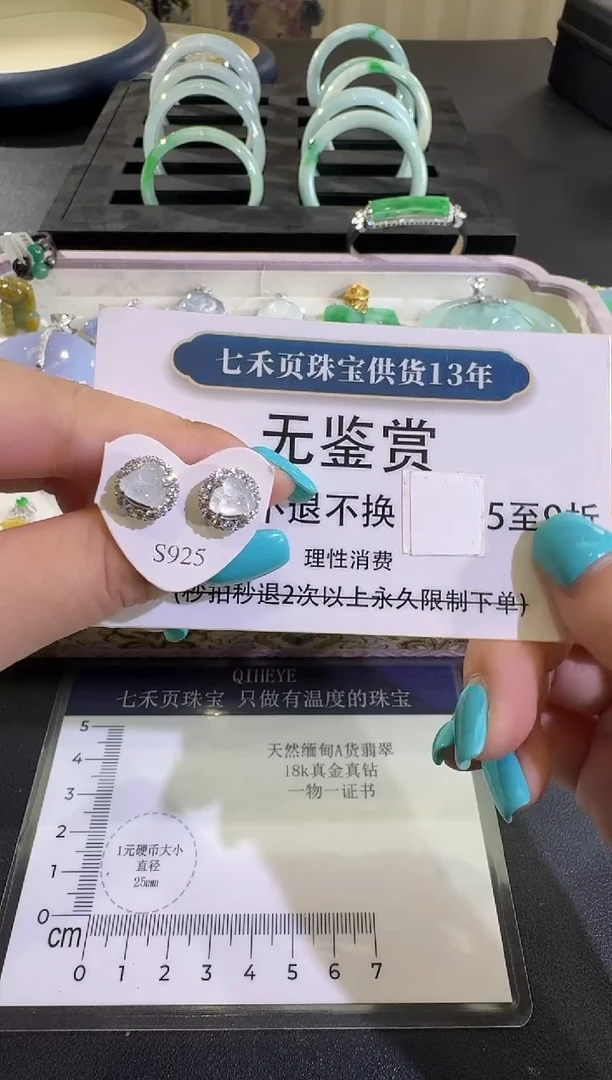 七禾页珠宝供货13年
无鉴赏
不退不换 5至9折
S925
理性消费
(秒拍秒退2次以上永久限制下单)
QIHEYE
七禾页珠宝 只做有温度的珠宝
天然缅甸A货翡翠
18k真金真钻
一物一证书
5
4
3
2
1
0
1元硬币大小
直径
25mm
cm
0 1 2 3 4 5 6 7